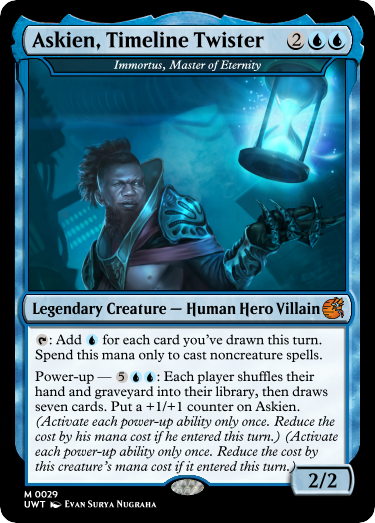 Askien, Timeline Twister 2
Immortus, Master of Eternity
Legendary Creature — Human Hero Villain
: Add for each card you've drawn this turn.
Spend this mana only to cast noncreature spells.
Power-up — 5 : Each player shuffles their
hand and graveyard into their library, then draws
seven cards. Put a +1/+1 counter on Askien.
(Activate each power-up ability only once. Reduce the
cost by his mana cost if he entered this turn.) (Activate
each power-up ability only once. Reduce the cost by
this creature's mana cost if it entered this turn.)
2/2
M 0029
UWT Evan Surya Nugraha